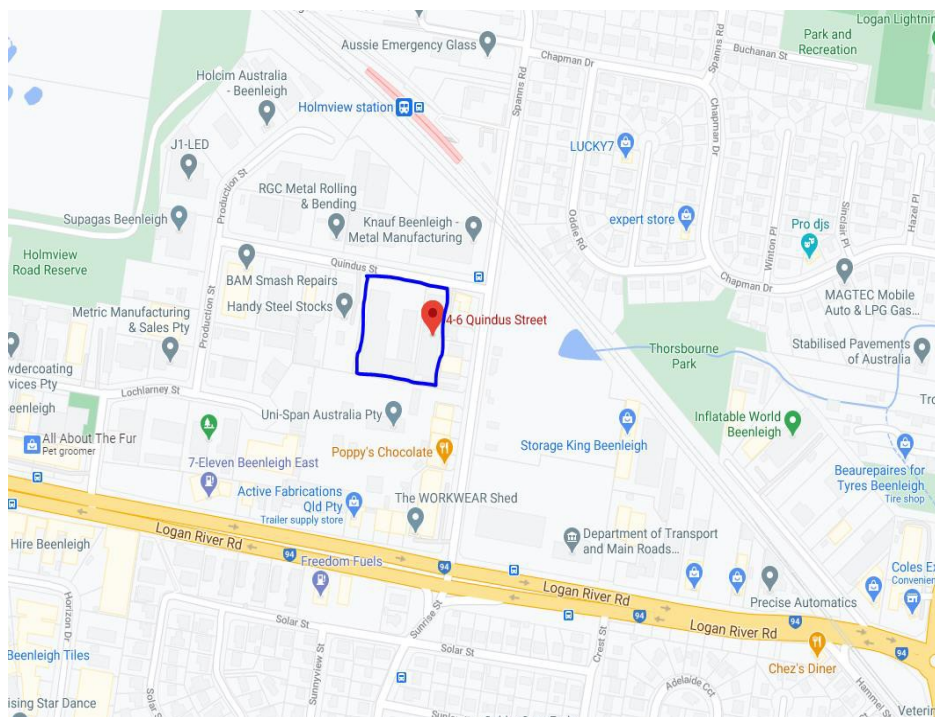 Logan Lightnin
Aussie Emergency Glass
Spanns Rd
Park and
Recreation
Buchanan St
Chapman Dr
Spanns Rd
Holcim Australia
- Beenleigh
Holmview station
Chapman Dr
J1-LED
LUCKY7
Production St
RGC Metal Rolling
& Bending
Hazel Pl
Sinclair Pl
Supagas Beenleigh
Knauf Beenleigh -
Metal Manufacturing
Oddie Rd
expert store
Winton Pl
Pro djs
Holmview
Road Reserve
Quindus St
BAM Smash Repairs
Chapman Dr
Handy Steel Stocks
MAGTEC Mobile
Auto & LPG Gas...
Metric Manufacturing
& Sales Pty
Production St
4-6 Quindus Street
Thorsbourne
Park
Stabilised Pavements
of Australia
wdercoating
vices Pty
Lochlarney St
Beenleigh
Uni-Span Australia Pty
Tro
Inflatable World
Beenleigh
All About The Fur
Pet groomer
Poppy's Chocolate
Storage King Beenleigh
7-Eleven Beenleigh East
Beaurepaires for
Tyres Beenleigh
Tire shop
Active Fabrications
Qld Pty
Trailer supply store
The WORKWEAR Shed
Logan River Rd
Department of Transport
and Main Roads...
Hire Beenleigh
94
Freedom Fuels
94
Logan River Rd
Coles Ex
Convenien
Precise Automatics
Horizon Dr
Solar St
Sunrise St
94
Logan River Rd
94
Crest St
Beenleigh Tiles
Sunnyview St
Solar St
94
Chez's Diner
Solar S
Adelaide Cct
Hammel St
ising Star Dance
Veterin